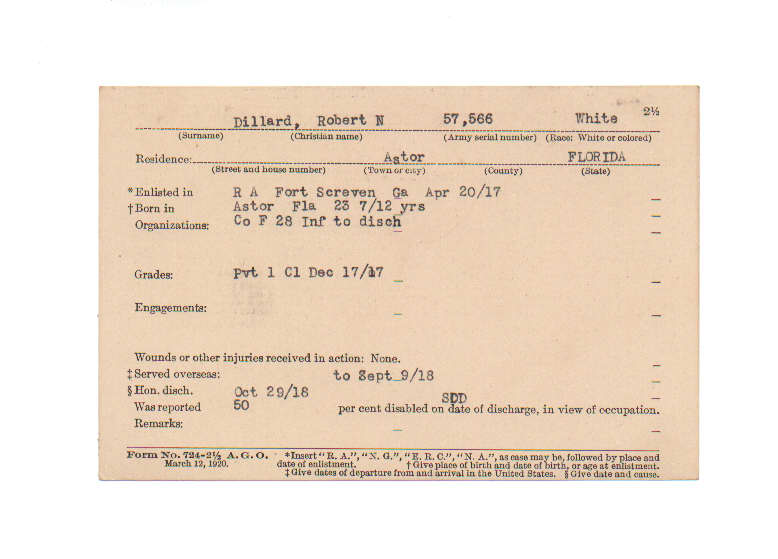 2½
Dillard, Robert N 57,566 White
(Surname) (Christian name) (Army serial number) (Race: White or colored)
Residence: Astor FLORIDA
(Street and house number) (Town or city) (County) (State)
*Enlisted in R A Fort Screven Ga Apr 20/17
†Born in Astor Fla 23 7/12 yrs
Organizations: Co F 28 Inf to disch
Grades: Pvt 1 Cl Dec 17/17
Engagements:
Wounds or other injuries received in action: None.
‡Served overseas: to Sept 9/18
§Hon. disch. Oct 29/18 SDD
Was reported 50 per cent disabled on date of discharge, in view of occupation.
Remarks:
Form No. 724-2½ A. G. O. *Insert "R. A.", "N. G.", "E. R. C.", "N. A.", as case may be, followed by place and
March 12, 1920. date of enlistment. †Give place of birth and date of birth, or age at enlistment.
‡Give dates of departure from and arrival in the United States. §Give date and cause.